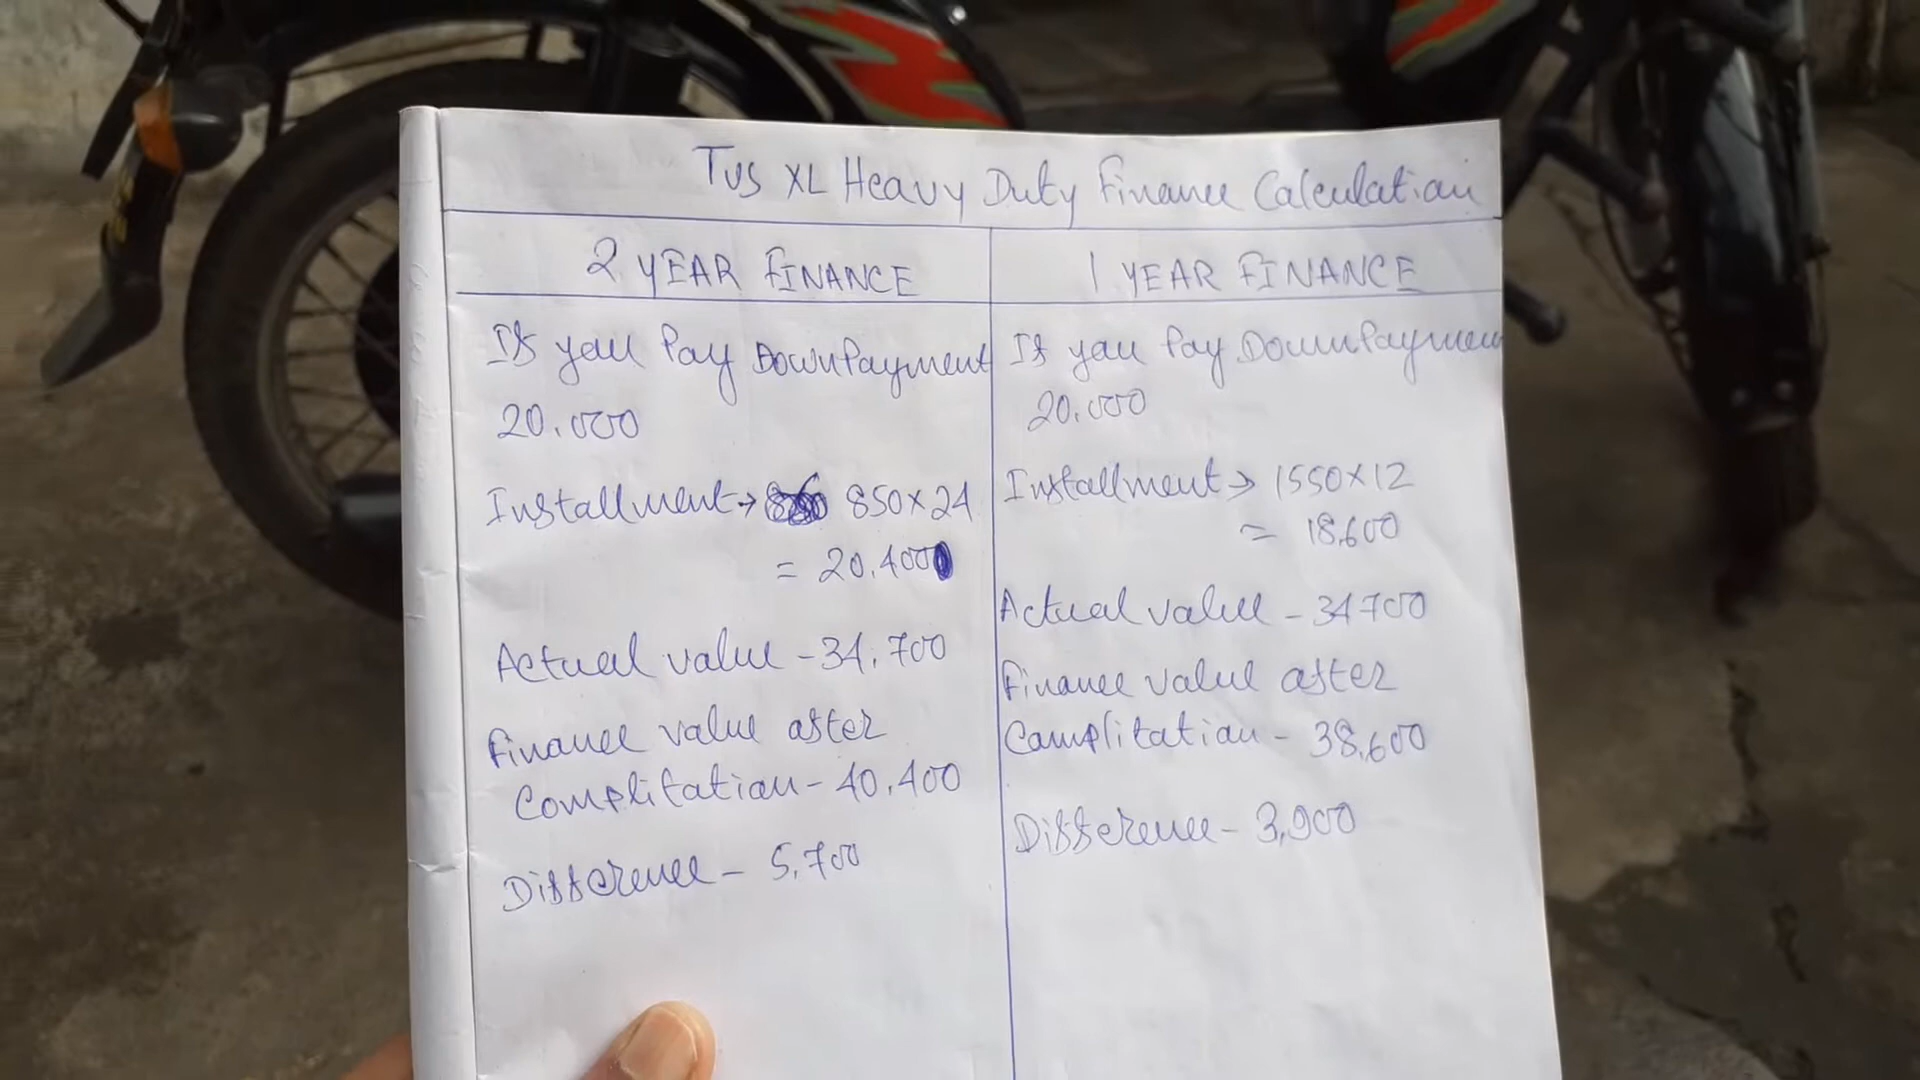 TVS XL Heavy Duty Finance Calculation
2 YEAR FINANCE
If you Pay DownPayment
20.000
Installment → 850×24
= 20.400
Actual value - 34.700
Finance value after
Complitation - 40.400
Difference - 5.700
1 YEAR FINANCE
If you Pay DownPayment
20.000
Installment → 1550×12
= 18.600
Actual value - 34700
Finance value after
Complitation - 38.600
Difference - 3,900